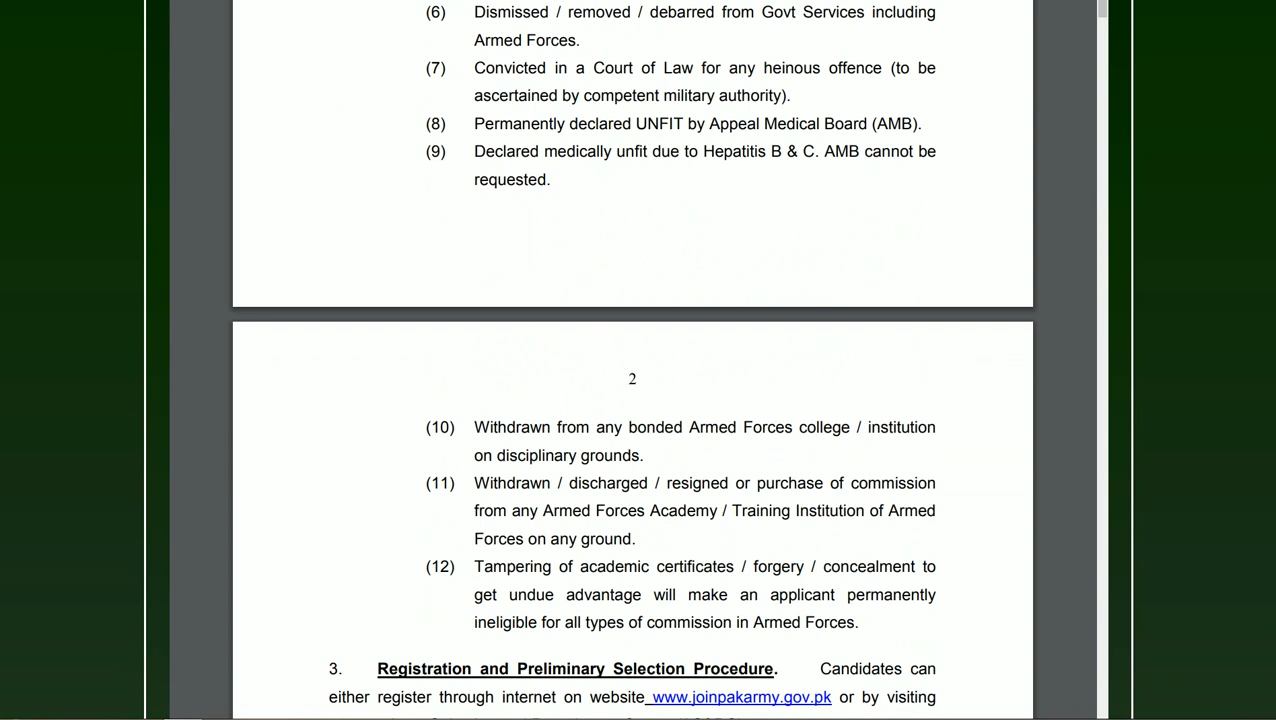 (6) Dismissed / removed / debarred from Govt Services including
Armed Forces.
(7) Convicted in a Court of Law for any heinous offence (to be
ascertained by competent military authority).
(8) Permanently declared UNFIT by Appeal Medical Board (AMB).
(9) Declared medically unfit due to Hepatitis B & C. AMB cannot be
requested.
2
(10) Withdrawn from any bonded Armed Forces college / institution
on disciplinary grounds.
(11) Withdrawn / discharged / resigned or purchase of commission
from any Armed Forces Academy / Training Institution of Armed
Forces on any ground.
(12) Tampering of academic certificates / forgery / concealment to
get undue advantage will make an applicant permanently
ineligible for all types of commission in Armed Forces.
3. Registration and Preliminary Selection Procedure. Candidates can
either register through internet on website www.joinpakarmy.gov.pk or by visiting